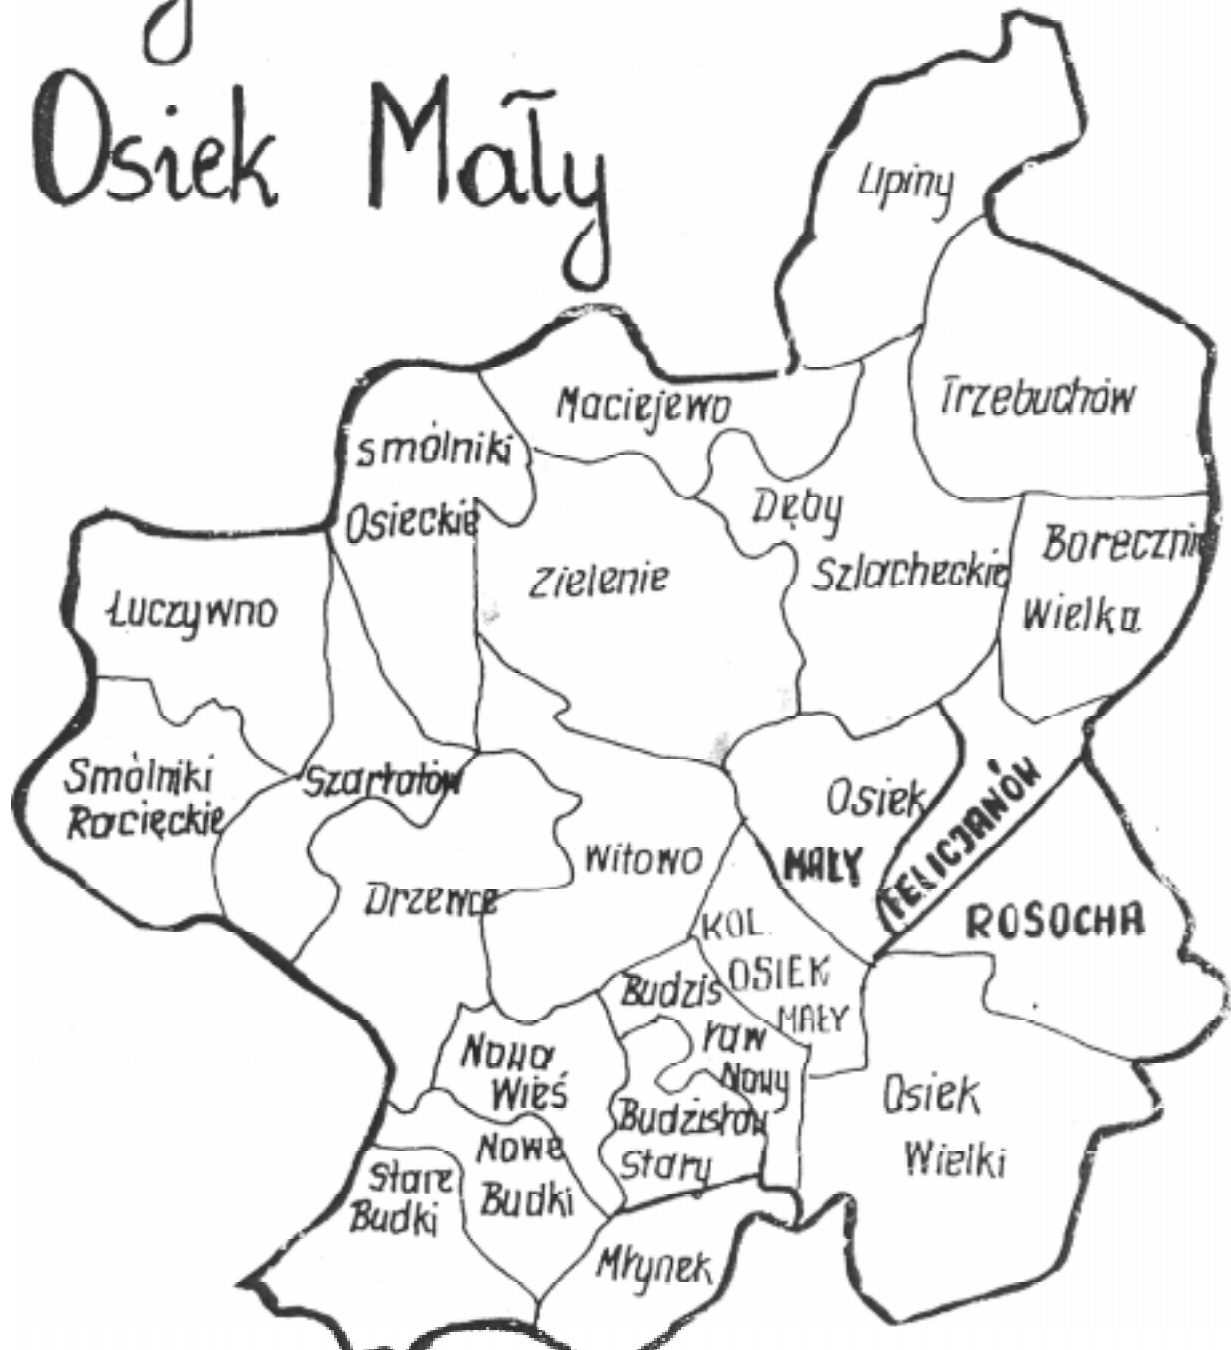 Osiek Mały
Lipiny
Trzebuchów
Maciejewo
Smólniki
Osieckie
Dęby
Szlacheckie
Boreczni
Wielka
Zielenie
Łuczywno
Smólniki
Racięckie
Szarłatów
Osiek
MAŁY
FELICJANÓW
Witowo
Drzewce
ROSOCHA
KOL.
OSIEK
MAŁY
Budzis
ław
Nowy
Nowa
Wieś
Budzisław
Stary
Osiek
Wielki
Nowe
Budki
Stare
Budki
Młynek